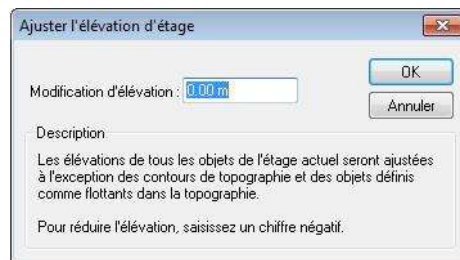 Ajuster l'élévation d'étage
OK
Modification d'élévation : 0.00 m
Annuler
Description
Les élévations de tous les objets de l'étage actuel seront ajustées
à l'exception des contours de topographie et des objets définis
comme flottants dans la topographie.
Pour réduire l'élévation, saisissez un chiffre négatif.